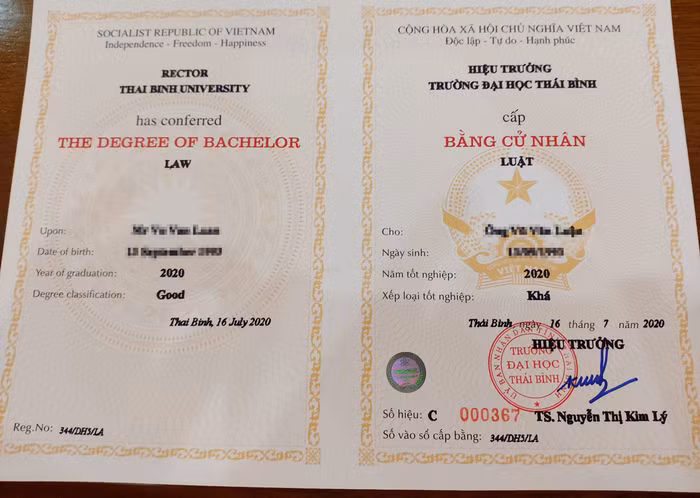 SOCIALIST REPUBLIC OF VIETNAM
Independence - Freedom - Happiness
RECTOR
THAI BINH UNIVERSITY
has conferred
THE DEGREE OF BACHELOR
LAW
Upon:
Date of birth:
Year of graduation: 2020
Degree classification: Good
Thai Binh, 16 July 2020
Reg.No: 344/DH5/LA
CỘNG HÒA XÃ HỘI CHỦ NGHĨA VIỆT NAM
Độc lập - Tự do - Hạnh phúc
HIỆU TRƯỞNG
TRƯỜNG ĐẠI HỌC THÁI BÌNH
cấp
BẰNG CỬ NHÂN
LUẬT
Cho:
Ngày sinh:
VIỆT NAM
Năm tốt nghiệp: 2020
Xếp loại tốt nghiệp: Khá
Thái Bình, ngày 16 tháng 7 năm 2020
HIỆU TRƯỞNG
TRƯỜNG
ĐẠI HỌC
THÁI BÌNH
Số hiệu: C 000367 TS. Nguyễn Thị Kim Lý
Số vào sổ cấp bằng: 344/DH5/LA